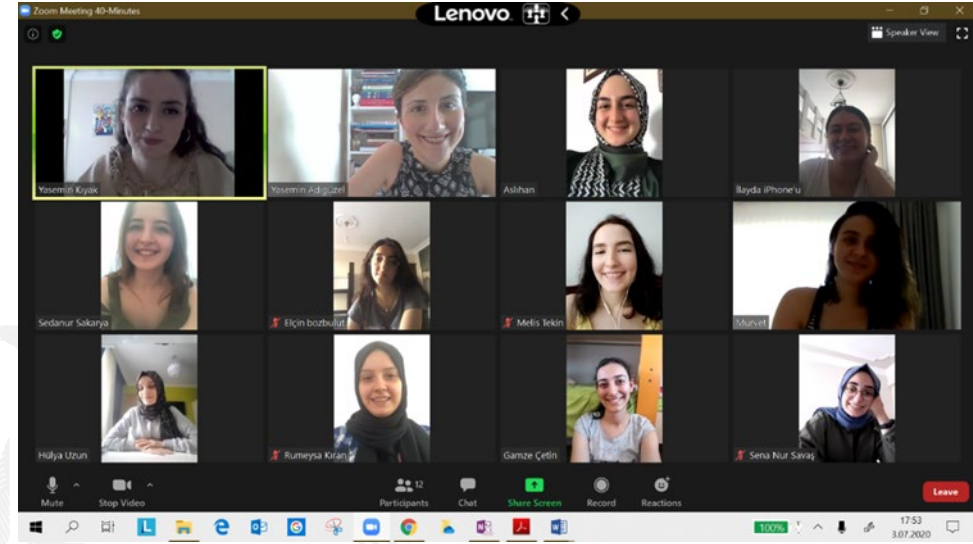 Zoom Meeting 40-Minutes
Lenovo
Speaker View
Yasemin Kıyak
Yasemin Adıgüzel
Aslıhan
İlayda iPhone'u
Sedanur Sakarya
Elçin bozbulut
Melis Tekin
Mürvet
Hülya Uzun
Rumeysa Kıran
Gamze Çetin
Sena Nur Savaş
Mute
Stop Video
Participants
12
Chat
Share Screen
Record
Reactions
Leave
100%
17:53
3.07.2020